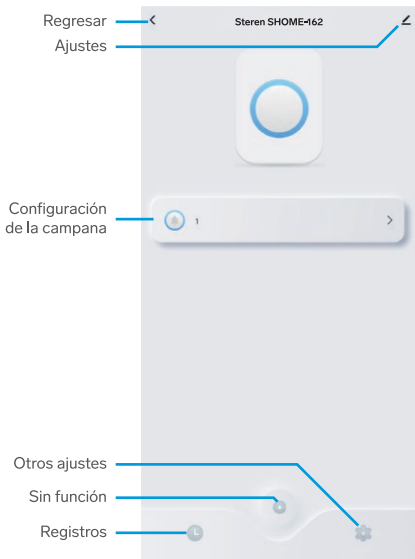 Regresar
Steren SHOME-162
Ajustes
Configuración
de la campana
1
Otros ajustes
Sin función
Registros